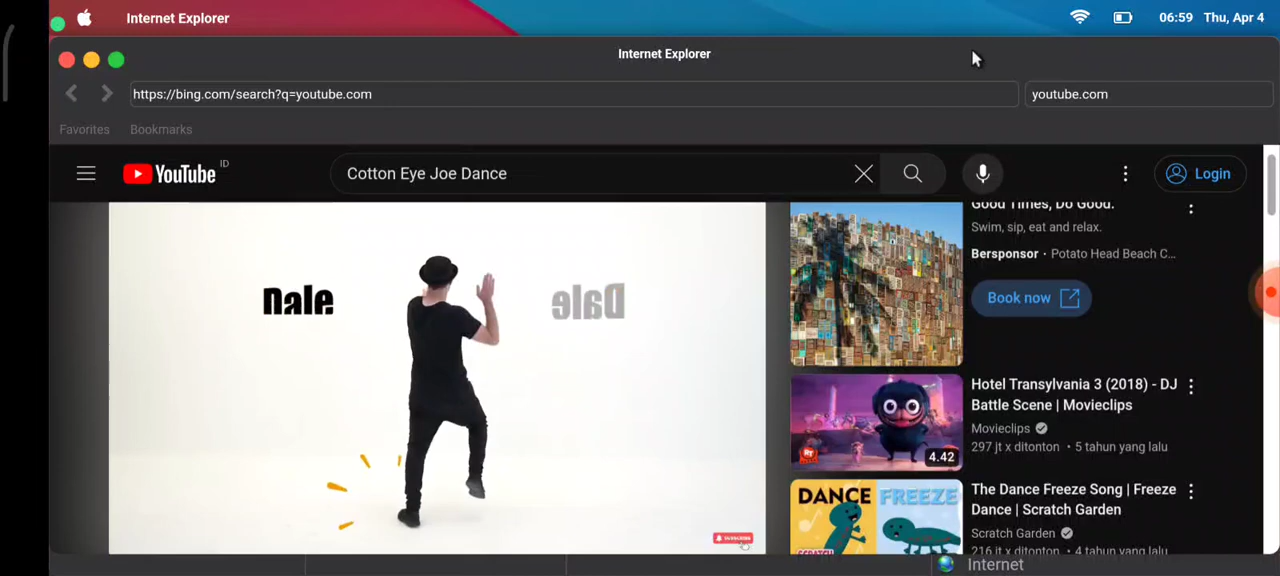 Internet Explorer
06:59 Thu, Apr 4
Internet Explorer
https://bing.com/search?q=youtube.com
youtube.com
Favorites Bookmarks
YouTube ID
Cotton Eye Joe Dance
Login
nale
Dale
SUBSCRIBE
Good Times, Do Good.
Swim, sip, eat and relax.
Bersponsor · Potato Head Beach C...
Book now
Hotel Transylvania 3 (2018) - DJ
Battle Scene | Movieclips
Movieclips
297 jt x ditonton · 5 tahun yang lalu
RT
4.42
DANCE FREEZE
SCRATCH
The Dance Freeze Song | Freeze
Dance | Scratch Garden
Scratch Garden
216 jt x ditonton · 4 tahun yang lalu
Internet